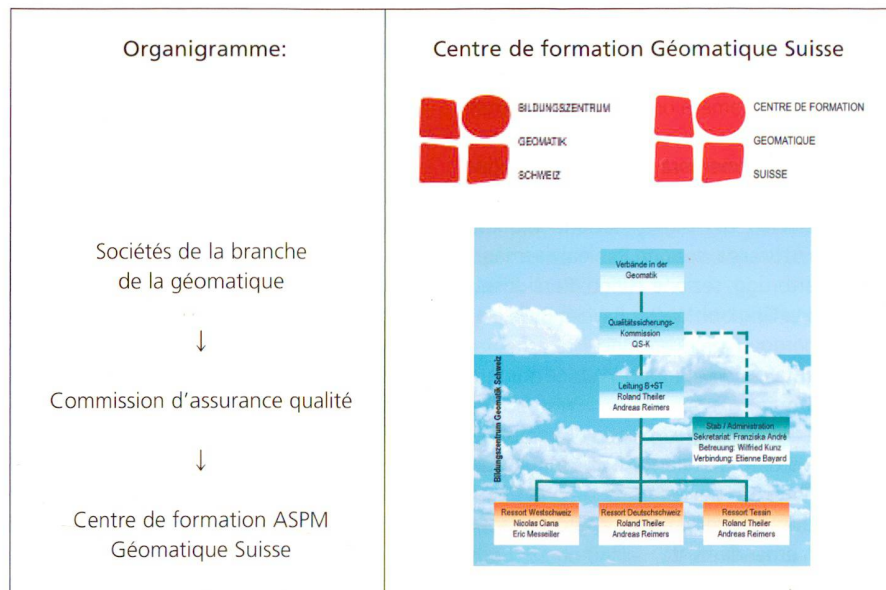 Organigramme:
Sociétés de la branche
de la géomatique
↓
Commission d'assurance qualité
↓
Centre de formation ASPM
Géomatique Suisse
Centre de formation Géomatique Suisse
BILDUNGSZENTRUM
GEOMATIK
SCHWEIZ
CENTRE DE FORMATION
GEOMATIQUE
SUISSE
Verbände in der
Geomatik
Qualitätssicherungs-
Kommission
QS-K
Bildungszentrum Geomatik Schweiz
Leitung B+ST
Roland Theiler
Andreas Reimers
Stab / Administration
Sekretariat: Franziska André
Betreuung: Wilfried Kunz
Verbindung: Etienne Bayard
Ressort Westschweiz
Nicolas Ciana
Eric Messeiller
Ressort Deutschschweiz
Roland Theiler
Andreas Reimers
Ressort Tessin
Roland Theiler
Andreas Reimers